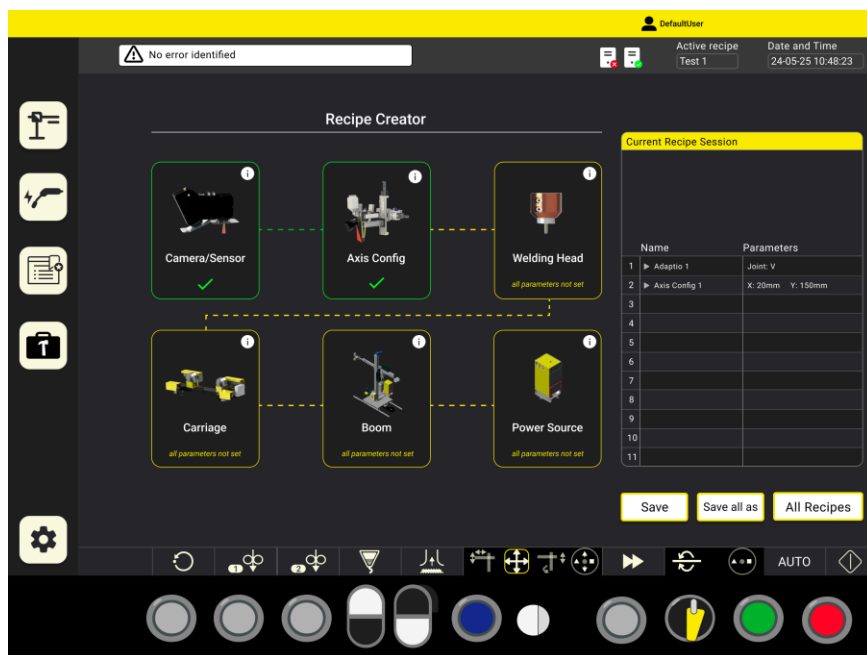 DefaultUser
No error identified
Active recipe
Test 1
Date and Time
24-05-25 10:48:23
Recipe Creator
Camera/Sensor
Axis Config
Welding Head
all parameters not set
Carriage
all parameters not set
Boom
all parameters not set
Power Source
all parameters not set
Current Recipe Session
Name Parameters
1 Adaptio 1 Joint: V
2 Axis Config 1 X: 20mm Y: 150mm
3
4
5
6
7
8
9
10
11
Save
Save all as
All Recipes
1
2
AUTO